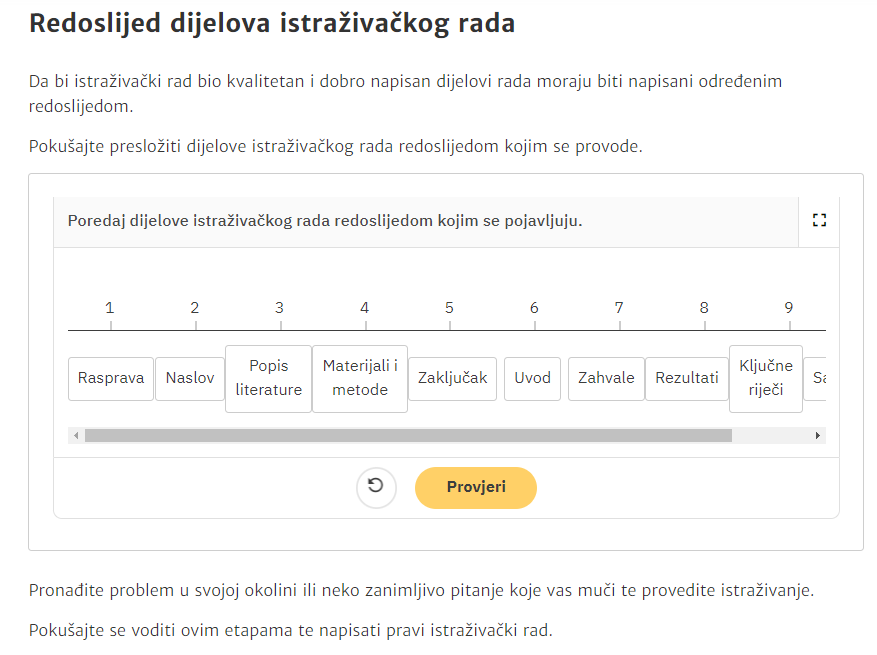 Redoslijed dijelova istraživačkog rada
Da bi istraživački rad bio kvalitetan i dobro napisan dijelovi rada moraju biti napisani određenim
redoslijedom.
Pokušajte presložiti dijelove istraživačkog rada redoslijedom kojim se provode.
Poredaj dijelove istraživačkog rada redoslijedom kojim se pojavljuju.
1 2 3 4 5 6 7 8 9
Rasprava
Naslov
Popis
literature
Materijali i
metode
Zaključak
Uvod
Zahvale
Rezultati
Ključne
riječi
Provjeri
Pronađite problem u svojoj okolini ili neko zanimljivo pitanje koje vas muči te provedite istraživanje.
Pokušajte se voditi ovim etapama te napisati pravi istraživački rad.